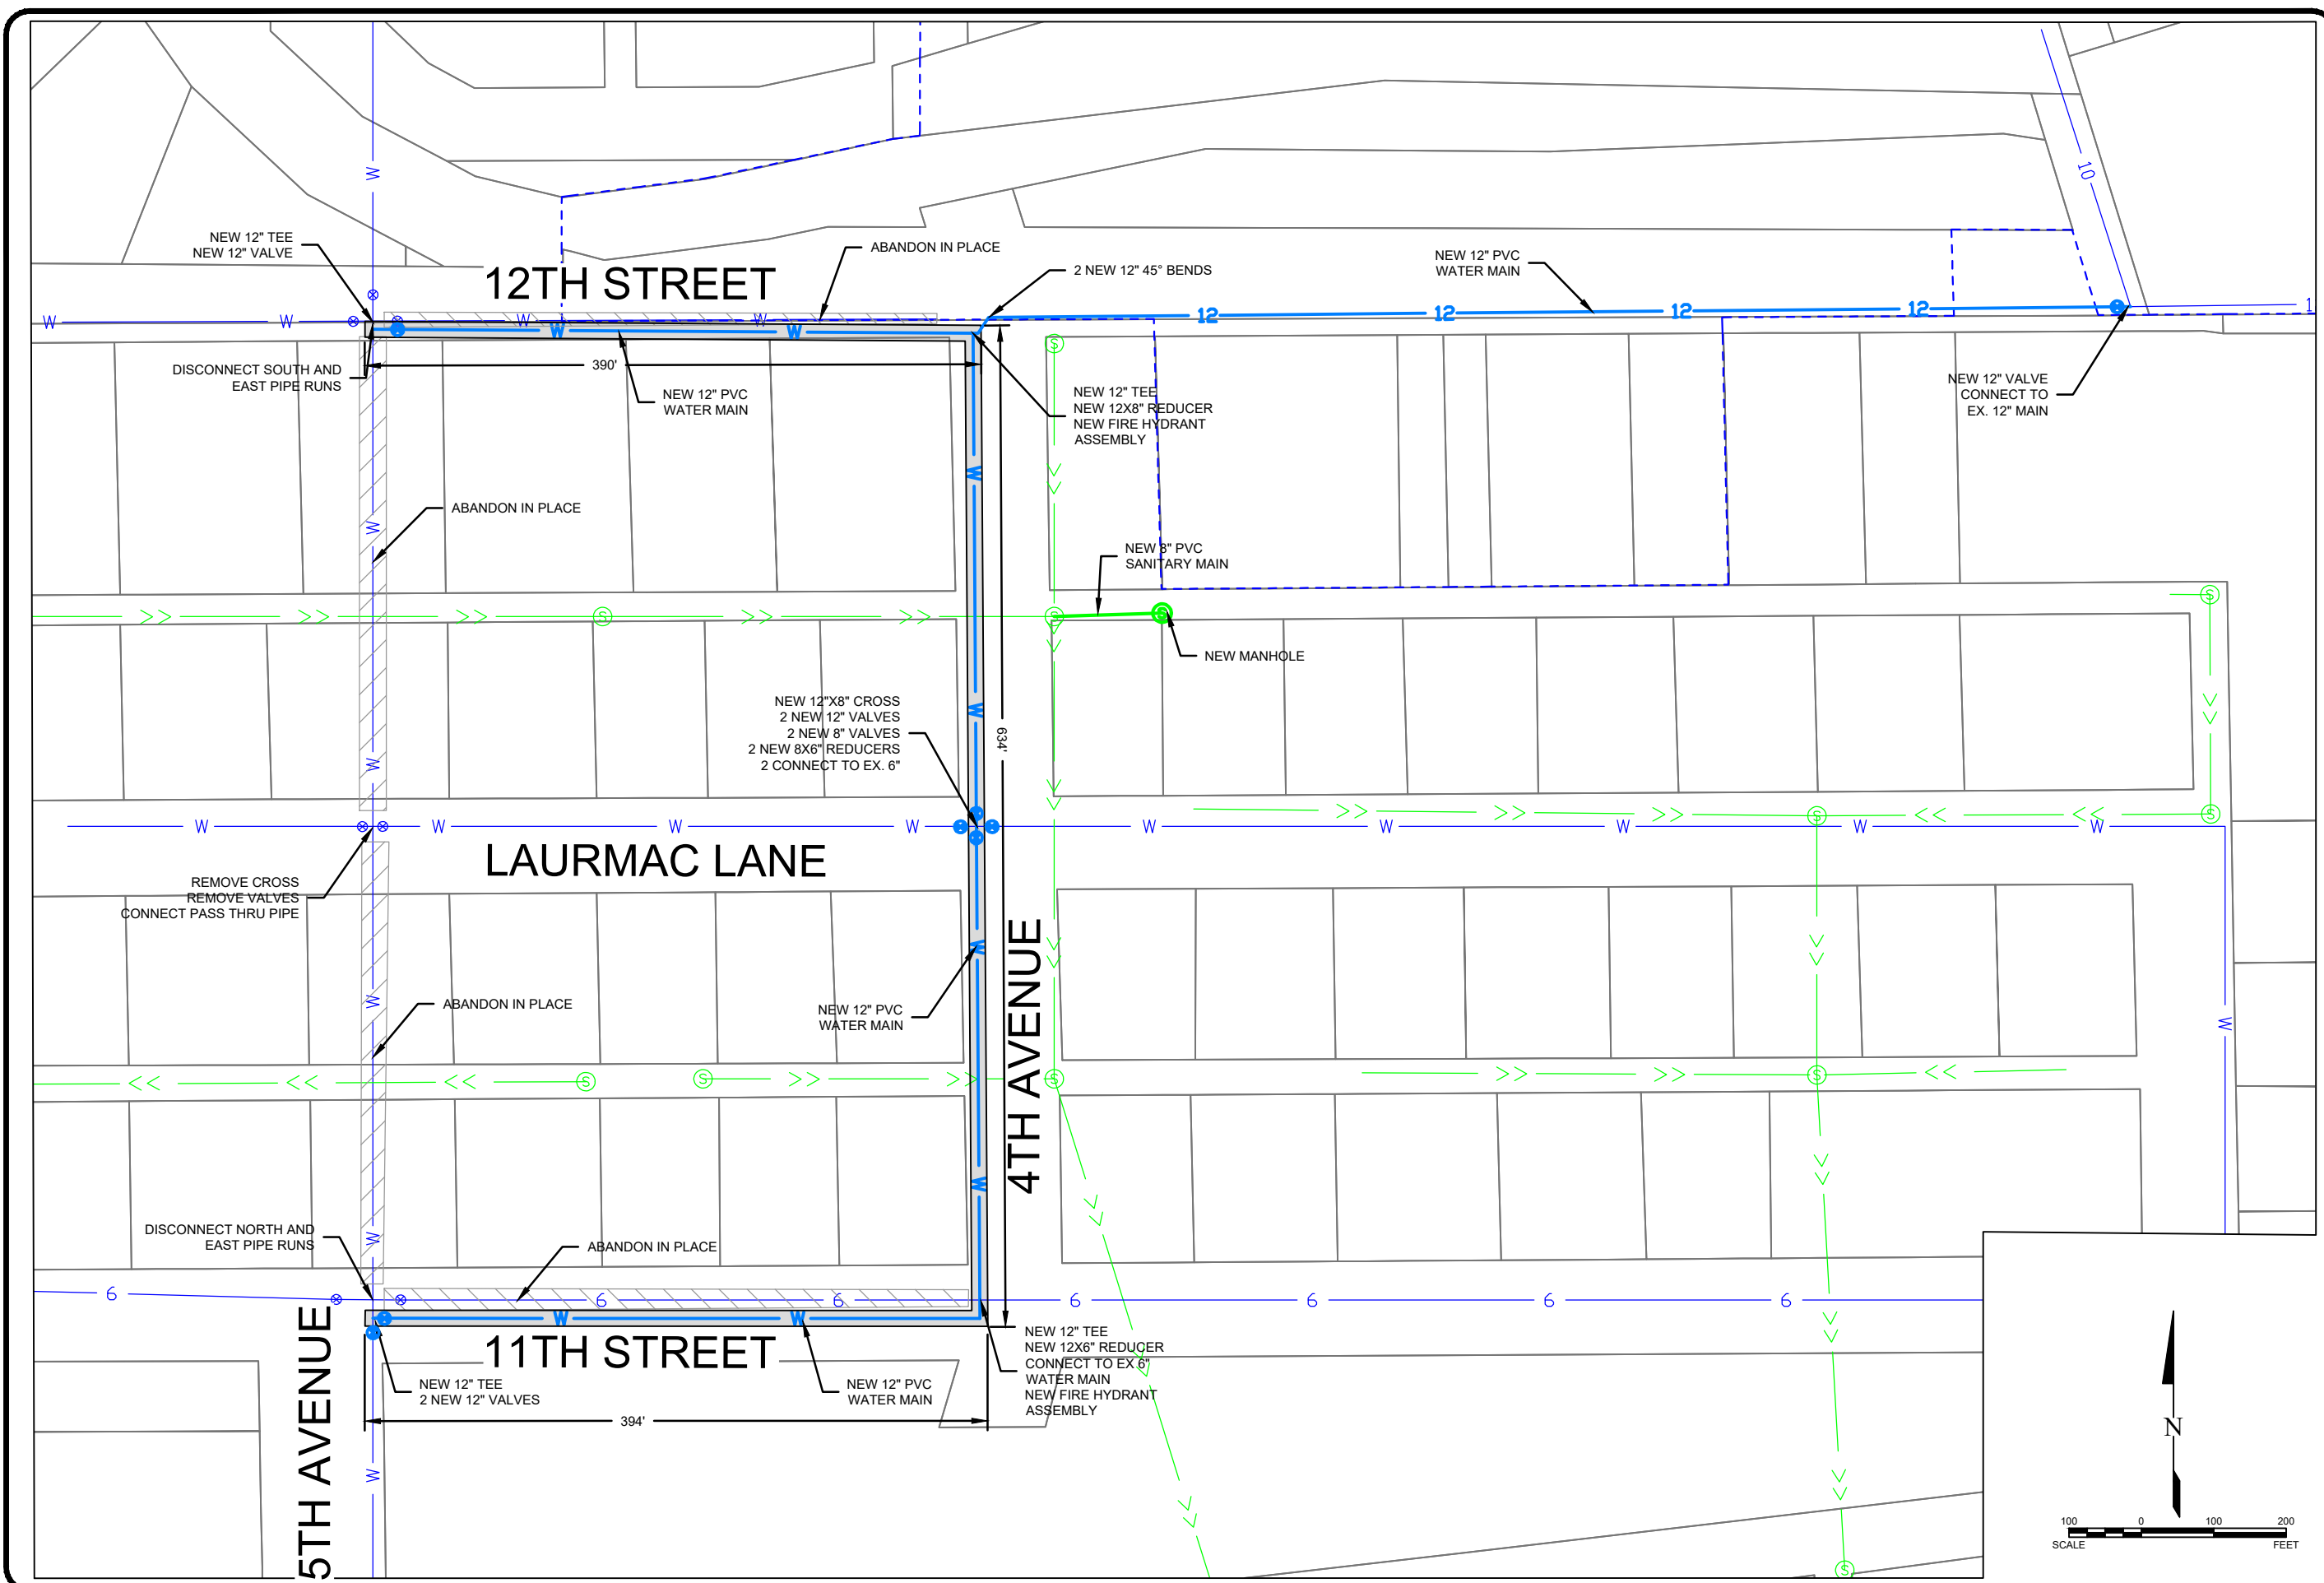 10
NEW 12" TEE
NEW 12" VALVE
12TH STREET
ABANDON IN PLACE
2 NEW 12" 45° BENDS
NEW 12" PVC
WATER MAIN
W
W
W
W
W
12
12
12
12
1
W
W
DISCONNECT SOUTH AND
EAST PIPE RUNS
390'
NEW 12" PVC
WATER MAIN
NEW 12" TEE
NEW 12X8" REDUCER
NEW FIRE HYDRANT
ASSEMBLY
NEW 12" VALVE
CONNECT TO
EX. 12" MAIN
S
W
W
ABANDON IN PLACE
NEW 8" PVC
SANITARY MAIN
S
S
S
S
NEW MANHOLE
NEW 12"X8" CROSS
2 NEW 12" VALVES
2 NEW 8" VALVES
2 NEW 8X6" REDUCERS
2 CONNECT TO EX. 6"
W
W
634'
S
S
W
W
W
W
W
W
W
W
W
LAURMAC LANE
REMOVE CROSS
REMOVE VALVES
CONNECT PASS THRU PIPE
4TH AVENUE
W
W
W
ABANDON IN PLACE
NEW 12" PVC
WATER MAIN
S
S
S
S
W
W
DISCONNECT NORTH AND
EAST PIPE RUNS
ABANDON IN PLACE
6
6
6
6
6
6
6
W
W
5TH AVENUE
11TH STREET
NEW 12" TEE
2 NEW 12" VALVES
NEW 12" PVC
WATER MAIN
NEW 12" TEE
NEW 12X6" REDUCER
CONNECT TO EX 6"
WATER MAIN
NEW FIRE HYDRANT
ASSEMBLY
394'
W
S
N
100 0 100 200
SCALE FEET